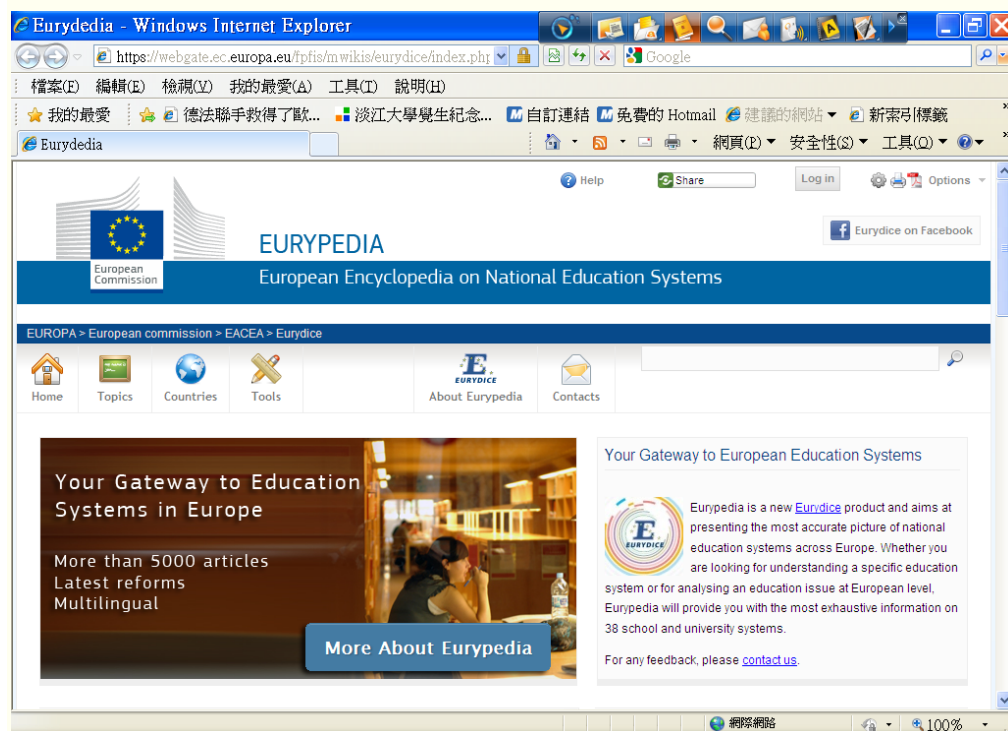 Eurydedia - Windows Internet Explorer
https://webgate.ec.europa.eu/fpfis/mwikis/eurydice/index.php
Google
檔案(F) 編輯(E) 檢視(V) 我的最愛(A) 工具(T) 說明(H)
我的最愛 德法聯手救得了歐... 淡江大學覺生紀念... 自訂連結 免費的 Hotmail 建議的網站 新索引標籤
Eurydedia 網頁(P) 安全性(S) 工具(O)
Help Share Log in Options
Eurydice on Facebook
European
Commission
EURYPEDIA
European Encyclopedia on National Education Systems
EUROPA > European commission > EACEA > Eurydice
Home Topics Countries Tools EURYDICE About Eurypedia Contacts
Your Gateway to Education
Systems in Europe
More than 5000 articles
Latest reforms
Multilingual
More About Eurypedia
Your Gateway to European Education Systems
EURYDICE
Eurypedia is a new Eurydice product and aims at
presenting the most accurate picture of national
education systems across Europe. Whether you
are looking for understanding a specific education
system or for analysing an education issue at European level,
Eurypedia will provide you with the most exhaustive information on
38 school and university systems.
For any feedback, please contact us.
網際網路 100%